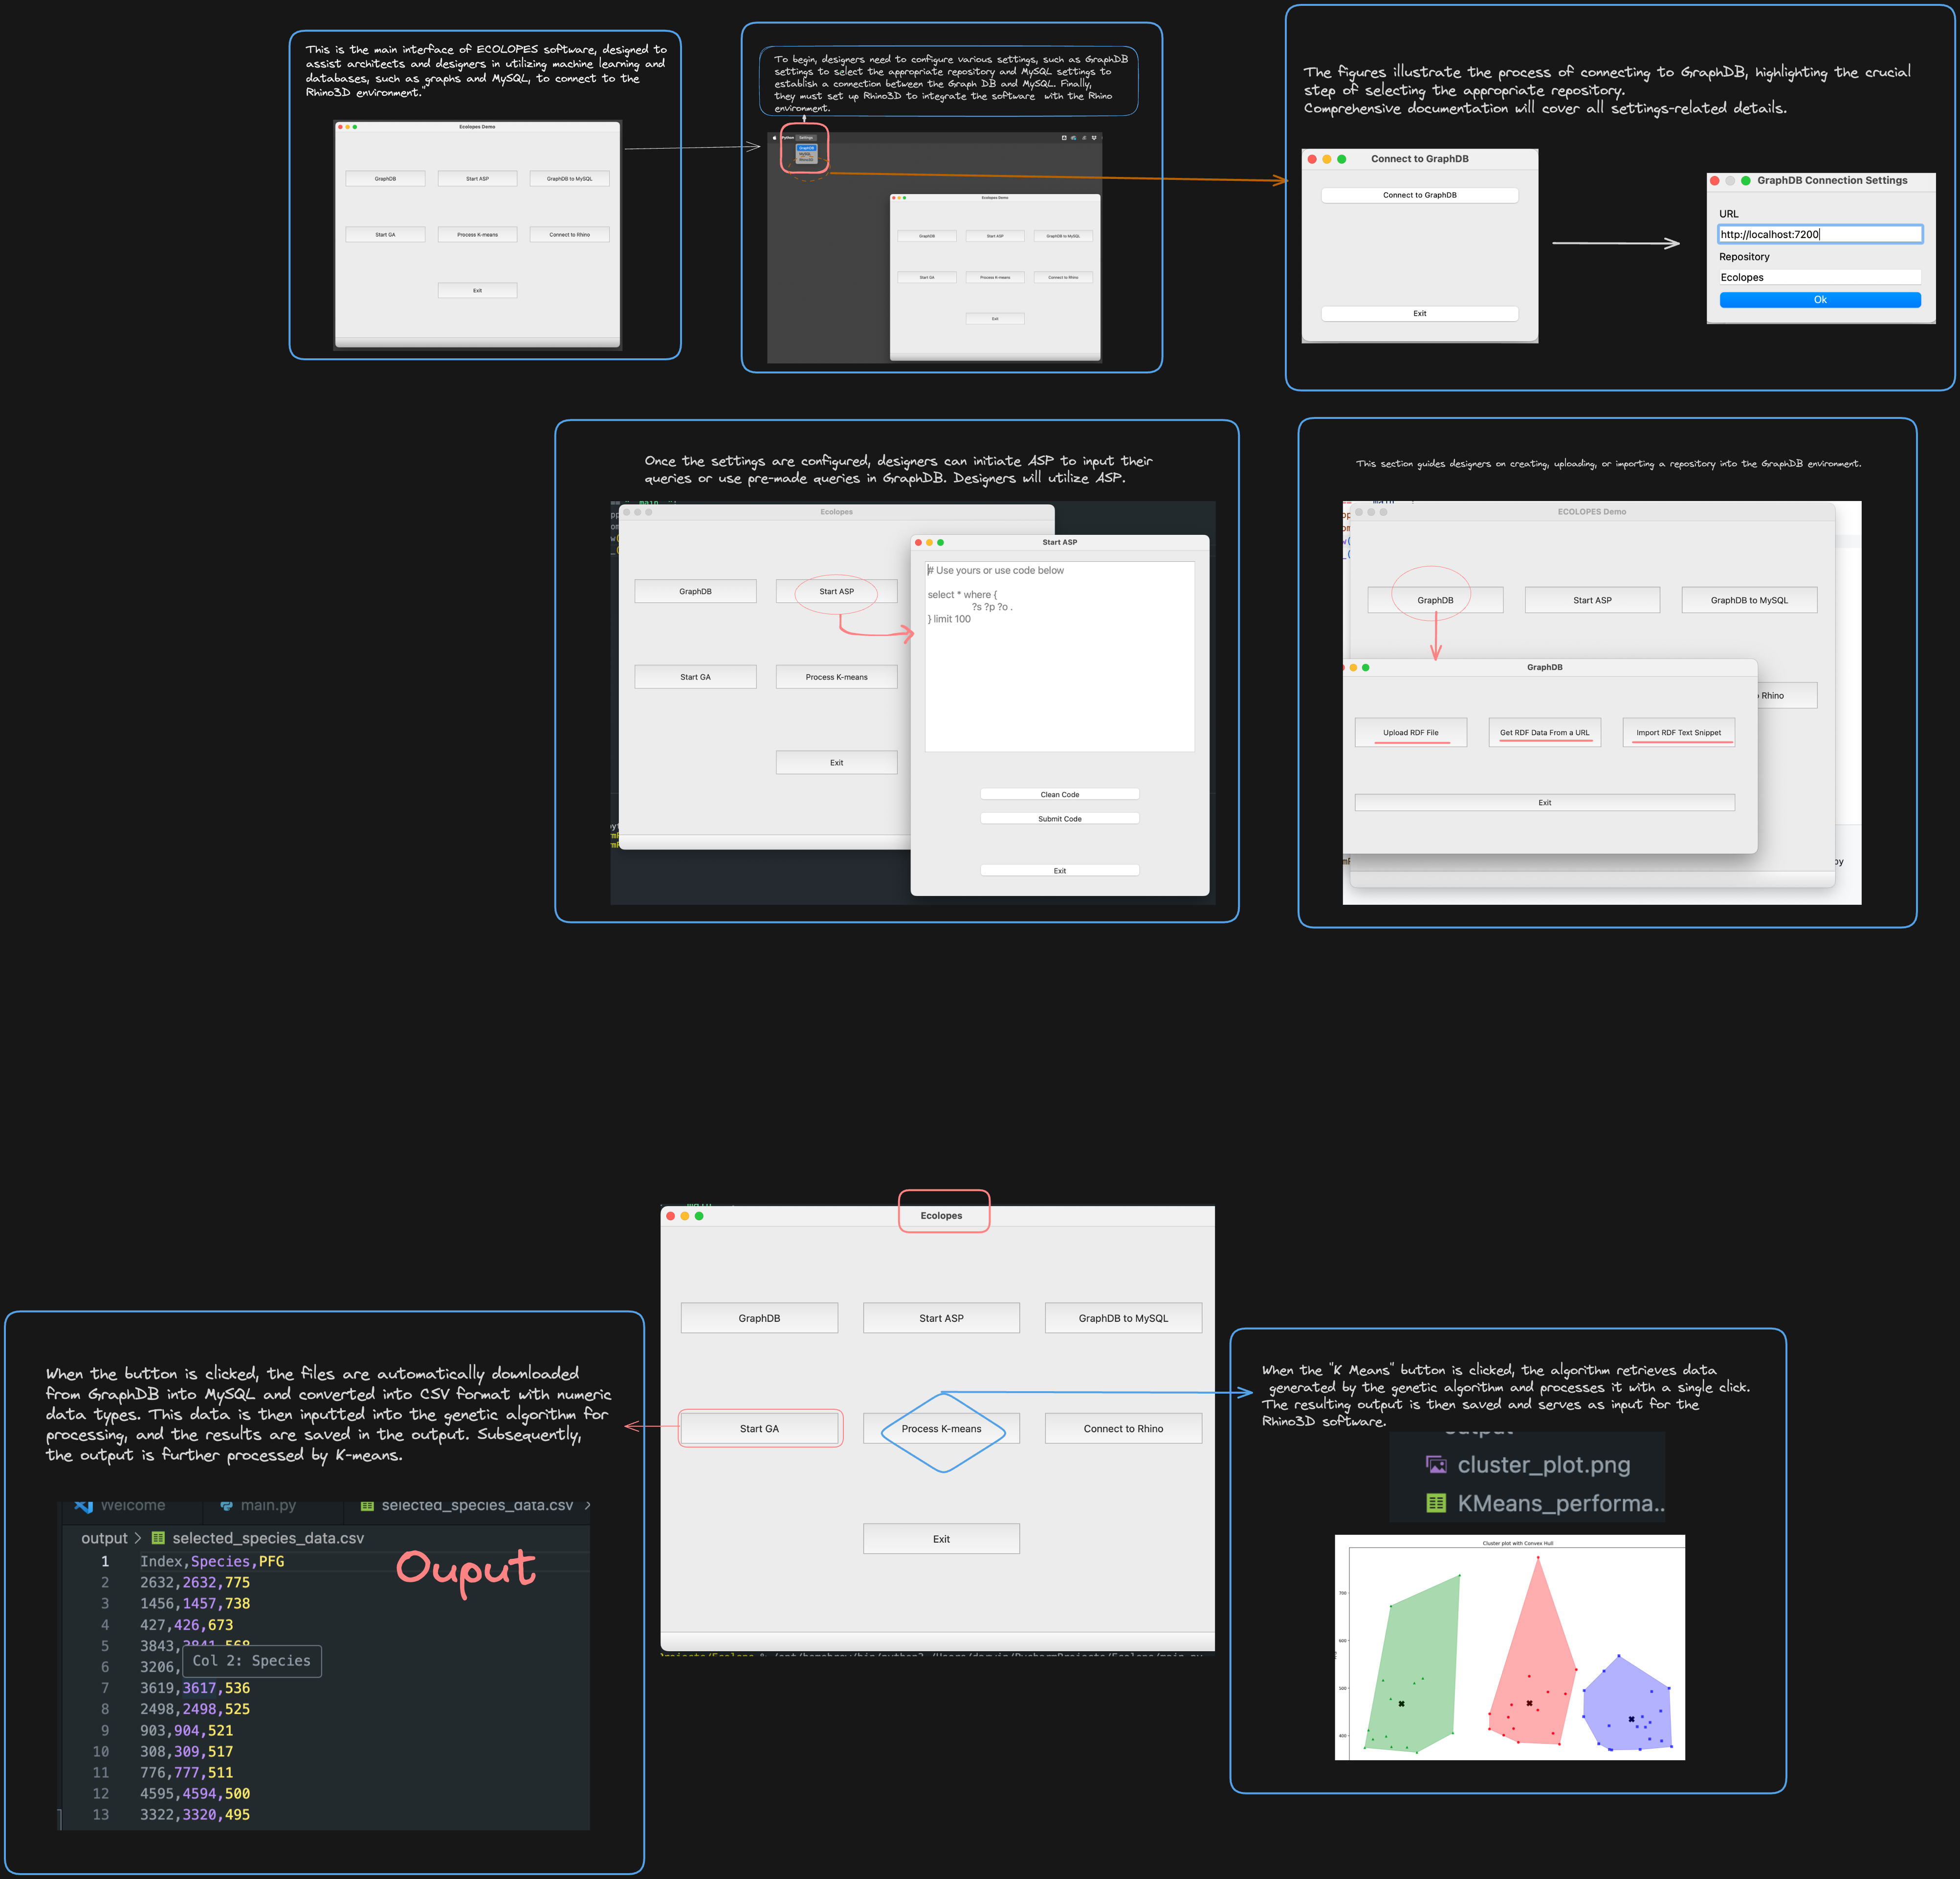 This is the main interface of ECOLOPES software, designed to
assist architects and designers in utilizing machine learning and
databases, such as graphs and MySQL, to connect to the
Rhino3D environment."
Ecolopes Demo
GraphDB
Start ASP
GraphDB to MySQL
Start GA
Process K-means
Connect to Rhino
Exit
To begin, designers need to configure various settings, such as GraphDB
settings to select the appropriate repository and MySQL settings to
establish a connection between the Graph DB and MySQL. Finally,
they must set up Rhino3D to integrate the software with the Rhino
environment.
Python
Settings
GraphDB
MySQL
Ecolopes Demo
GraphDB
Start ASP
GraphDB to MySQL
Start GA
Process K-means
Connect to Rhino
Exit
The figures illustrate the process of connecting to GraphDB, highlighting the crucial
step of selecting the appropriate repository.
Comprehensive documentation will cover all settings-related details.
Connect to GraphDB
Connect to GraphDB
Exit
GraphDB Connection Settings
URL
http://localhost:7200
Repository
Ecolopes
Ok
Once the settings are configured, designers can initiate ASP to input their
queries or use pre-made queries in GraphDB. Designers will utilize ASP.
Ecolopes
GraphDB
Start ASP
Start GA
Process K-means
Exit
Start ASP
# Use yours or use code below
select * where {
?s ?p ?o .
} limit 100
Clean Code
Submit Code
Exit
This section guides designers on creating, uploading, or importing a repository into the GraphDB environment.
ECOLOPES Demo
GraphDB
Start ASP
GraphDB to MySQL
Rhino
GraphDB
Upload RDF File
Get RDF Data From a URL
Import RDF Text Snippet
Exit
py
Ecolopes
GraphDB
Start ASP
GraphDB to MySQL
Start GA
Process K-means
Connect to Rhino
Exit
When the button is clicked, the files are automatically downloaded
from GraphDB into MySQL and converted into CSV format with numeric
data types. This data is then inputted into the genetic algorithm for
processing, and the results are saved in the output. Subsequently,
the output is further processed by K-means.
Welcome
main.py
selected_species_data.csv
output > selected_species_data.csv
Ouput
1 Index,Species,PFG
2 2632,2632,775
3 1456,1457,738
4 427,426,673
5 3843,3841,568
Col 2: Species
6 3206,
7 3619,3617,536
8 2498,2498,525
9 903,904,521
10 308,309,517
11 776,777,511
12 4595,4594,500
13 3322,3320,495
When the "K Means" button is clicked, the algorithm retrieves data
generated by the genetic algorithm and processes it with a single click.
The resulting output is then saved and serves as input for the
Rhino3D software.
output
cluster_plot.png
KMeans_performa..
Cluster plot with Convex Hull
700
600
500
400